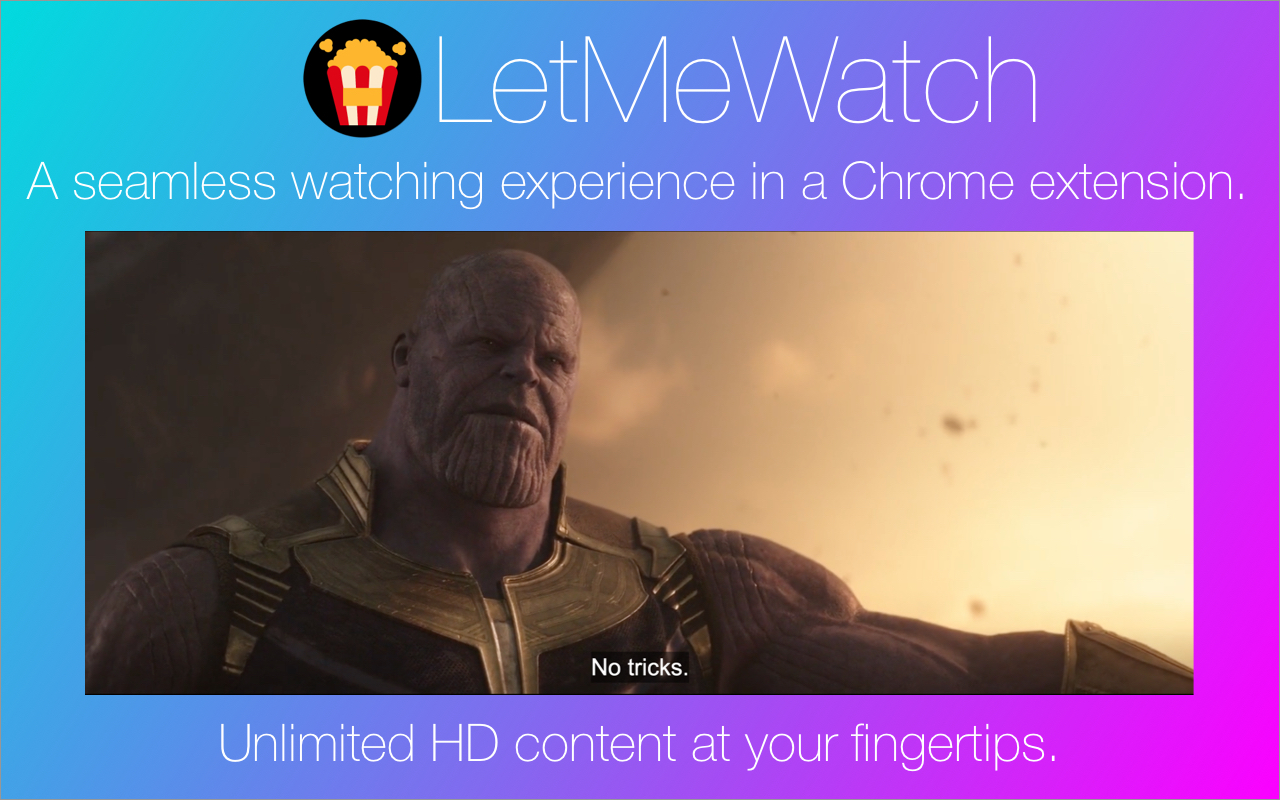 LetMeWatch
A seamless watching experience in a Chrome extension.
No tricks.
Unlimited HD content at your fingertips.